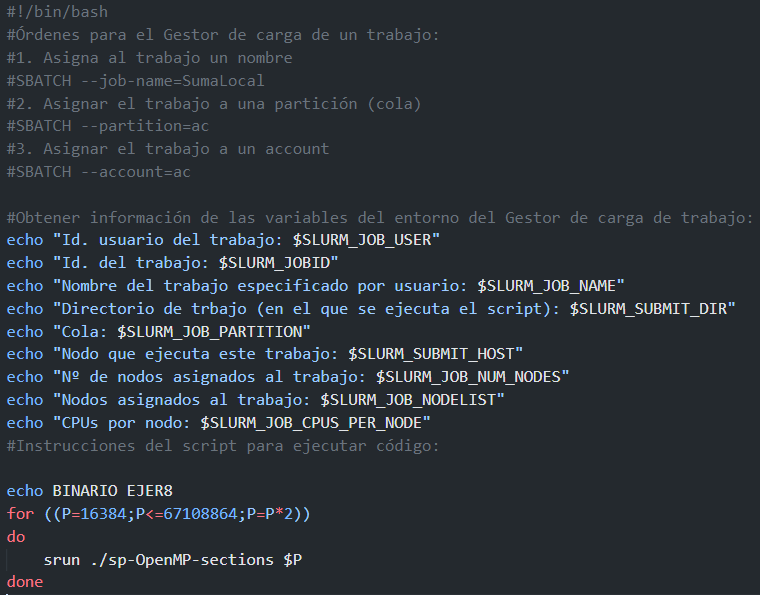 #!/bin/bash
#Órdenes para el Gestor de carga de un trabajo:
#1. Asigna al trabajo un nombre
#SBATCH --job-name=SumaLocal
#2. Asignar el trabajo a una partición (cola)
#SBATCH --partition=ac
#3. Asignar el trabajo a un account
#SBATCH --account=ac

#Obtener información de las variables del entorno del Gestor de carga de trabajo:
echo "Id. usuario del trabajo: $SLURM_JOB_USER"
echo "Id. del trabajo: $SLURM_JOBID"
echo "Nombre del trabajo especificado por usuario: $SLURM_JOB_NAME"
echo "Directorio de trbajo (en el que se ejecuta el script): $SLURM_SUBMIT_DIR"
echo "Cola: $SLURM_JOB_PARTITION"
echo "Nodo que ejecuta este trabajo: $SLURM_SUBMIT_HOST"
echo "Nº de nodos asignados al trabajo: $SLURM_JOB_NUM_NODES"
echo "Nodos asignados al trabajo: $SLURM_JOB_NODELIST"
echo "CPUs por nodo: $SLURM_JOB_CPUS_PER_NODE"
#Instrucciones del script para ejecutar código:

echo BINARIO EJER8
for ((P=16384;P<=67108864;P=P*2))
do
    srun ./sp-OpenMP-sections $P
done